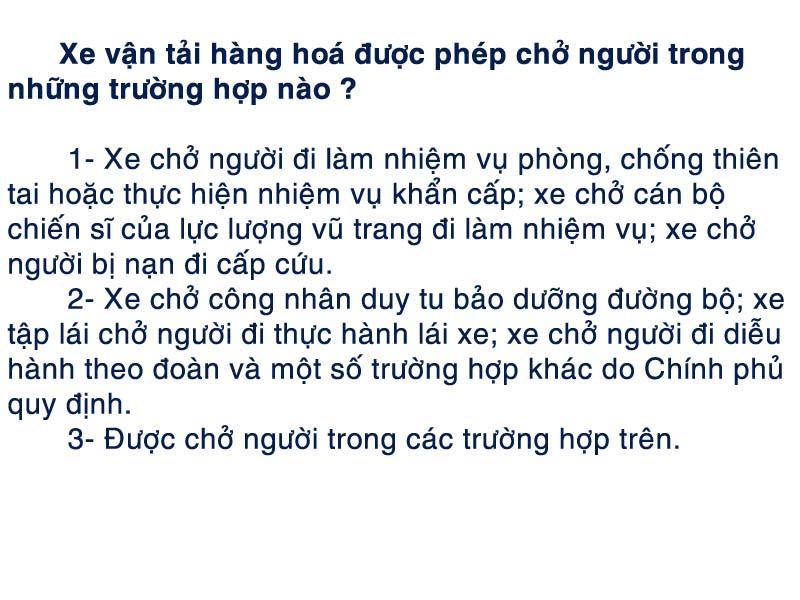 Xe vận tải hàng hoá được phép chở người trong
những trường hợp nào ?
1- Xe chở người đi làm nhiệm vụ phòng, chống thiên
tai hoặc thực hiện nhiệm vụ khẩn cấp; xe chở cán bộ
chiến sĩ của lực lượng vũ trang đi làm nhiệm vụ; xe chở
người bị nạn đi cấp cứu.
2- Xe chở công nhân duy tu bảo dưỡng đường bộ; xe
tập lái chở người đi thực hành lái xe; xe chở người đi diễu
hành theo đoàn và một số trường hợp khác do Chính phủ
quy định.
3- Được chở người trong các trường hợp trên.